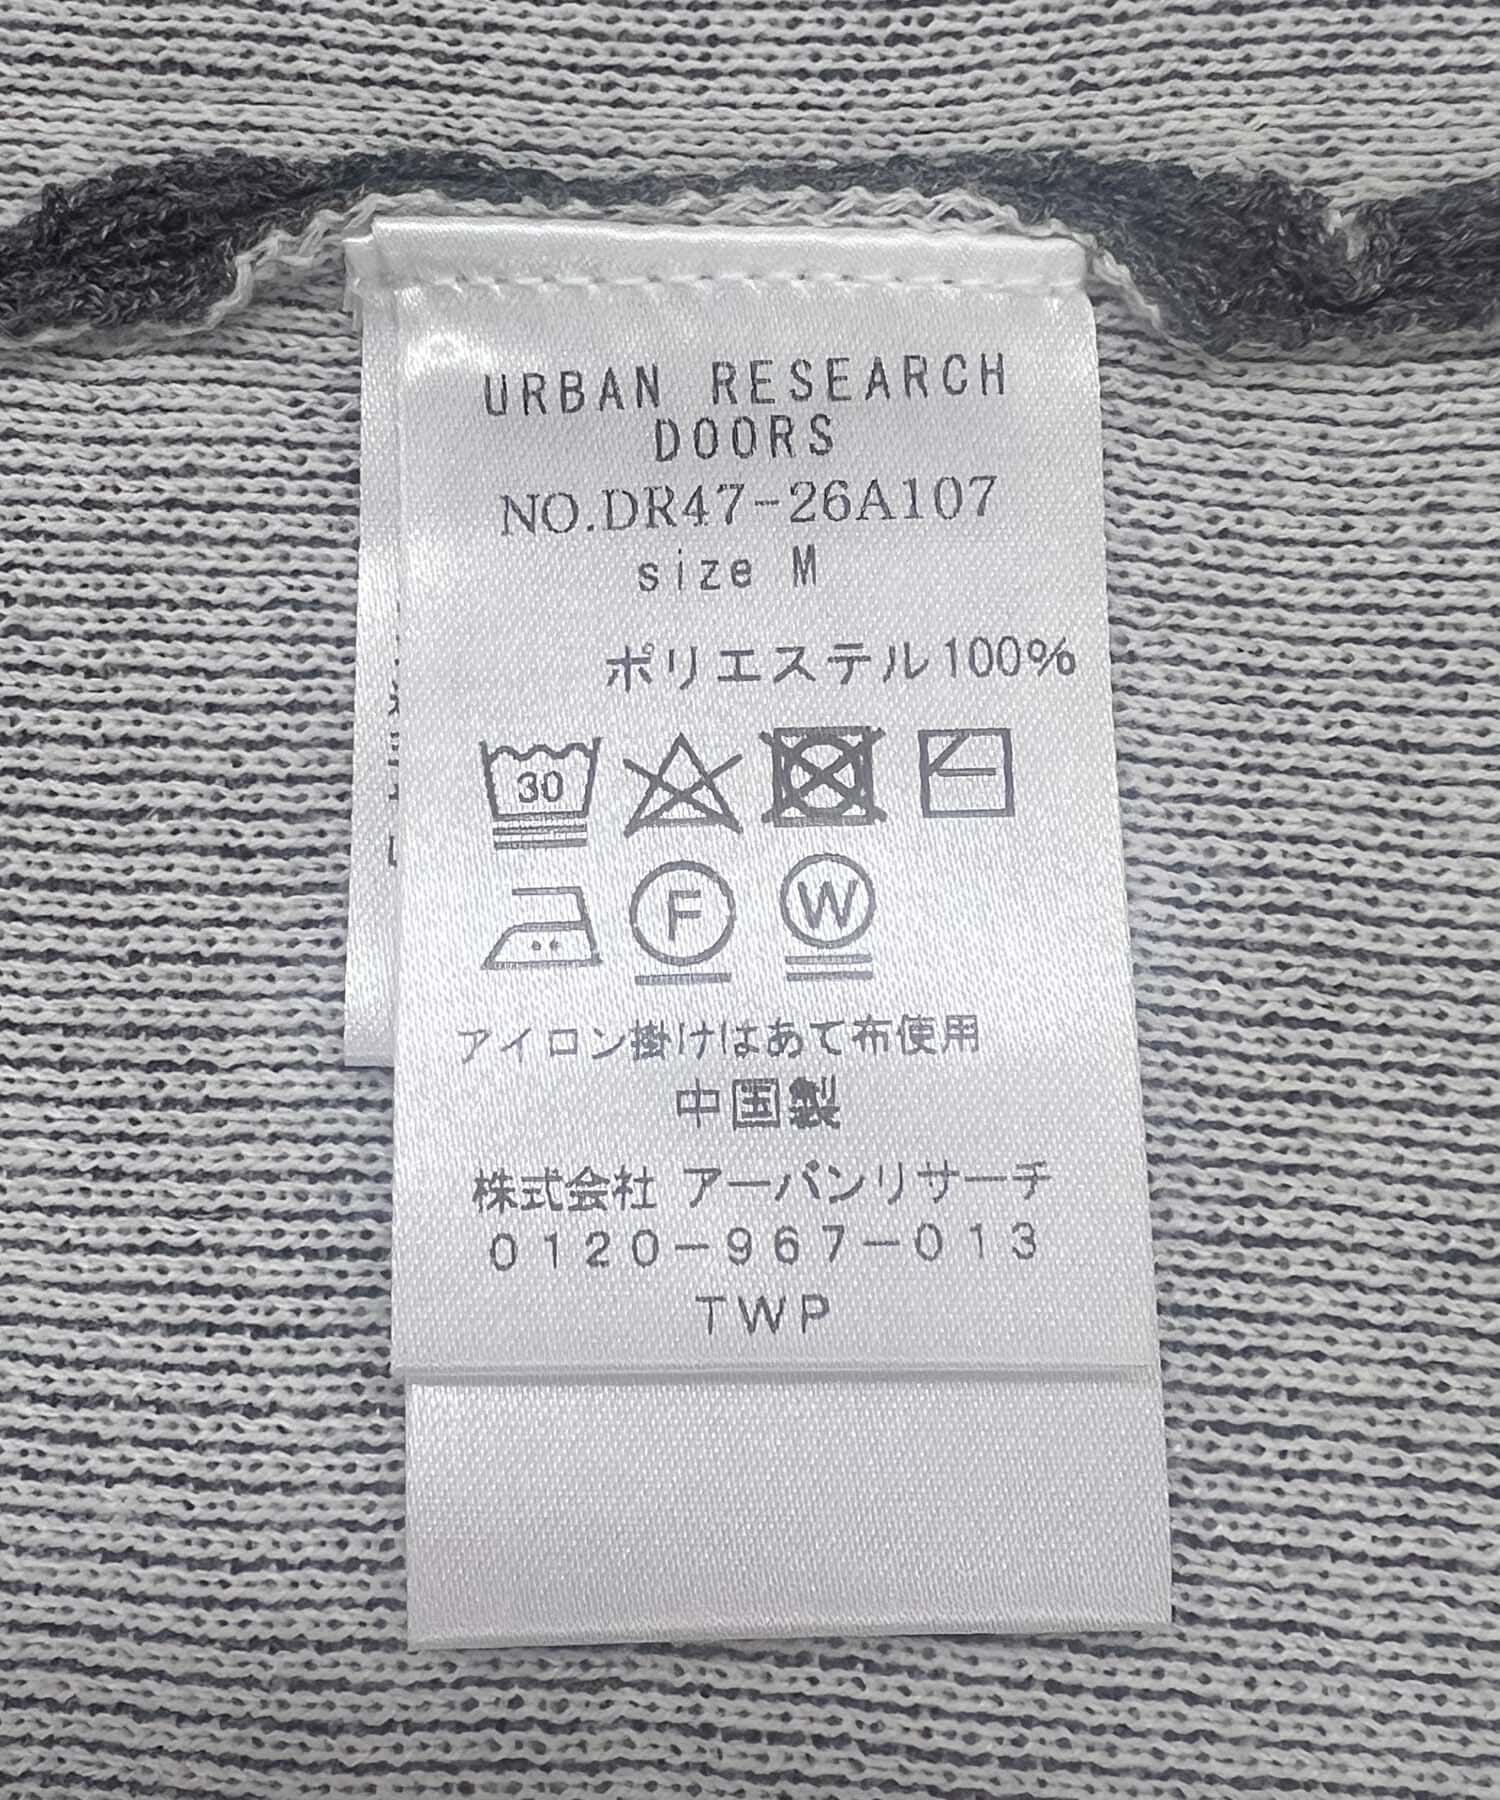 URBAN RESEARCH
DOORS
NO.DR47-26A107
size M
ポリエステル100%
30
F
W
アイロン掛けはあて布使用
中国製
株式会社 アーバンリサーチ
0120-967-013
TWP